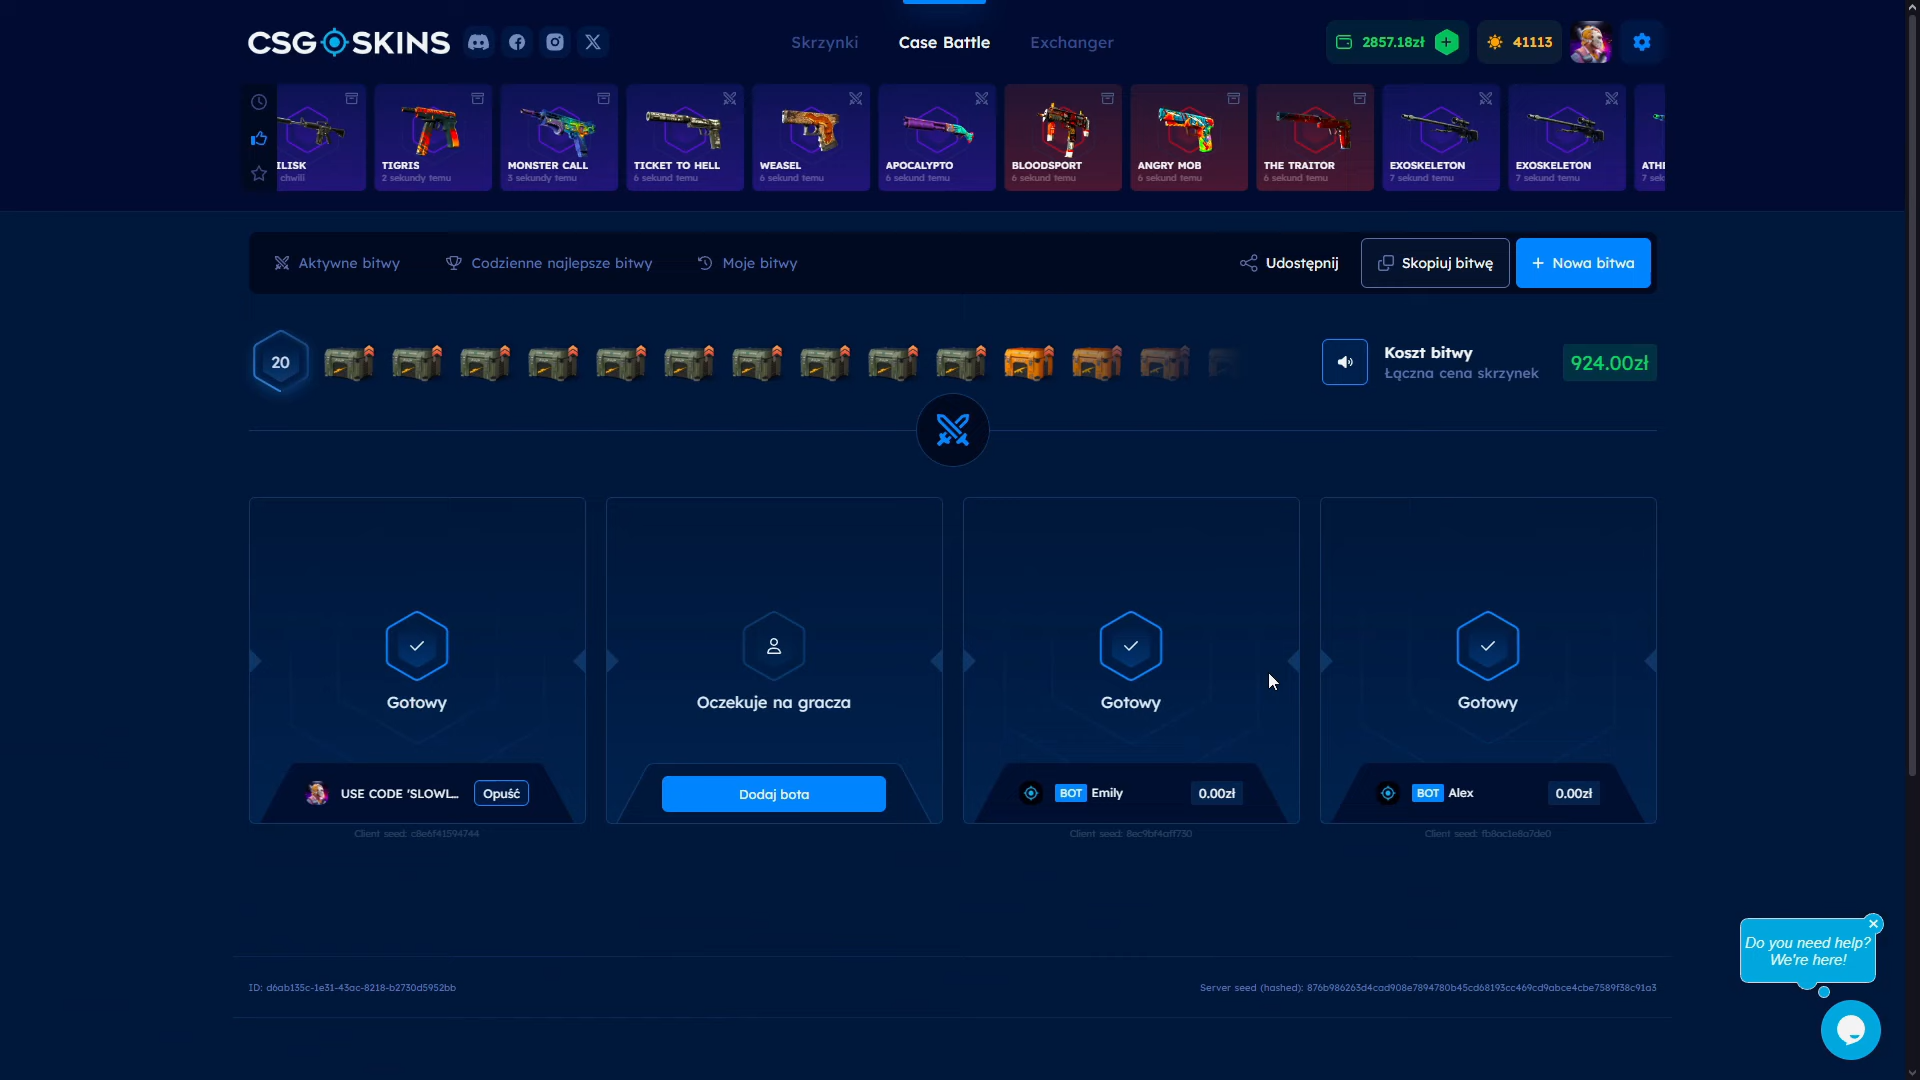 CSGOSKINS
Skrzynki
Case Battle
Exchanger
2857.18zł
41113
ILISK
chwili
TIGRIS
2 sekundy temu
MONSTER CALL
3 sekundy temu
TICKET TO HELL
6 sekund temu
WEASEL
6 sekund temu
APOCALYPTO
6 sekund temu
BLOODSPORT
6 sekund temu
ANGRY MOB
6 sekund temu
THE TRAITOR
6 sekund temu
EXOSKELETON
7 sekund temu
EXOSKELETON
7 sekund temu
ATHE
7 sek
Aktywne bitwy
Codzienne najlepsze bitwy
Moje bitwy
Udostępnij
Skopiuj bitwę
+ Nowa bitwa
20
Koszt bitwy
Łączna cena skrzynek
924.00zł
Gotowy
Oczekuje na gracza
Gotowy
Gotowy
USE CODE 'SLOWL...
Opuść
Dodaj bota
BOT Emily
0.00zł
BOT Alex
0.00zł
Client seed: c8e6f41594744
Client seed: 8ec9bf4aff730
Client seed: fb8ac1e8a7de0
Do you need help?
We're here!
ID: d6ab135c-1e31-43ac-8218-b2730d5952bb
Server seed (hashed): 876b986263d4cad908e7894780b45cd68193cc469cd9abce4cbe7589f38c91a3